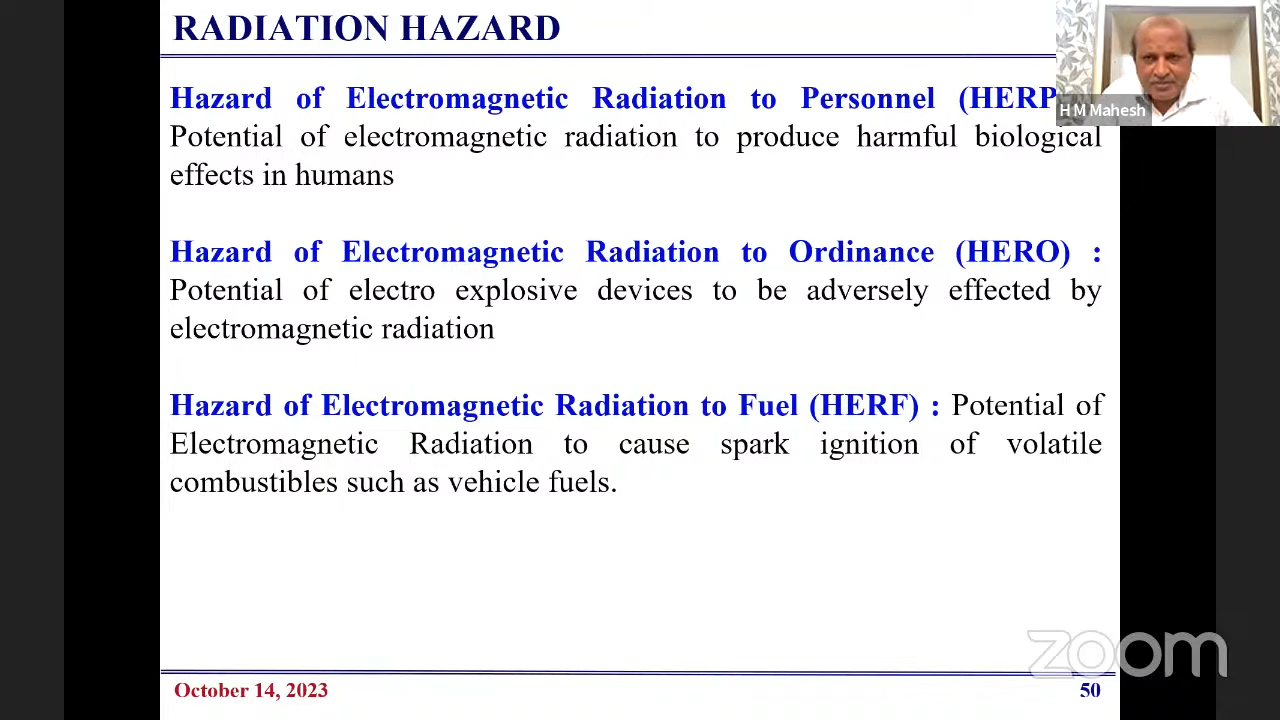 RADIATION HAZARD
H M Mahesh
Hazard of Electromagnetic Radiation to Personnel (HERP
Potential of electromagnetic radiation to produce harmful biological
effects in humans
Hazard of Electromagnetic Radiation to Ordinance (HERO) :
Potential of electro explosive devices to be adversely effected by
electromagnetic radiation
Hazard of Electromagnetic Radiation to Fuel (HERF) : Potential of
Electromagnetic Radiation to cause spark ignition of volatile
combustibles such as vehicle fuels.
zoom
October 14, 2023
50